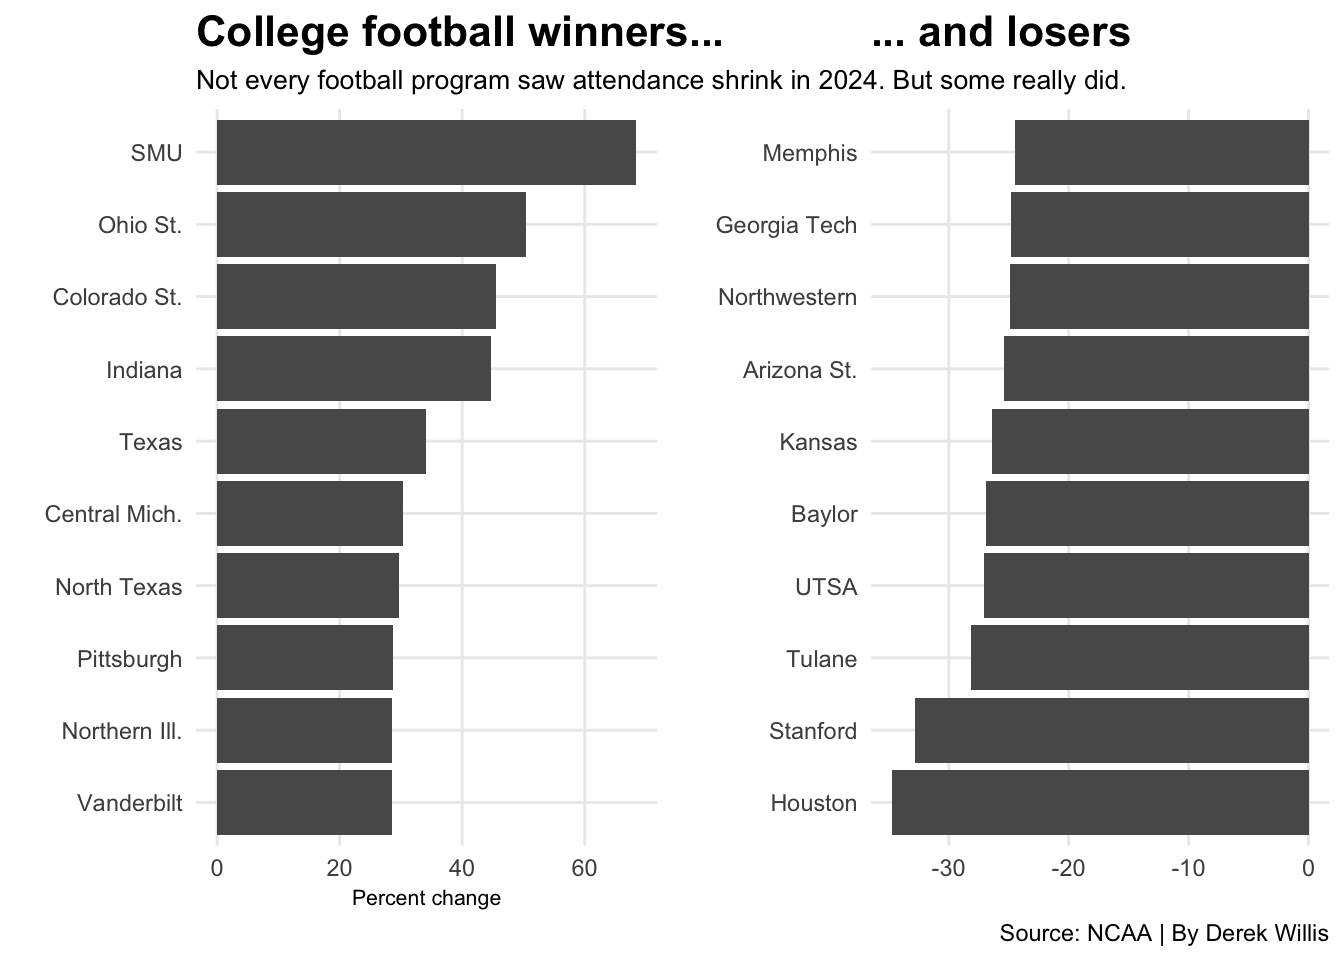 College football winners...
... and losers
Not every football program saw attendance shrink in 2024. But some really did.
SMU
Ohio St.
Colorado St.
Indiana
Texas
Central Mich.
North Texas
Pittsburgh
Northern Ill.
Vanderbilt
0 20 40 60
Percent change
Memphis
Georgia Tech
Northwestern
Arizona St.
Kansas
Baylor
UTSA
Tulane
Stanford
Houston
-30 -20 -10 0
Source: NCAA | By Derek Willis